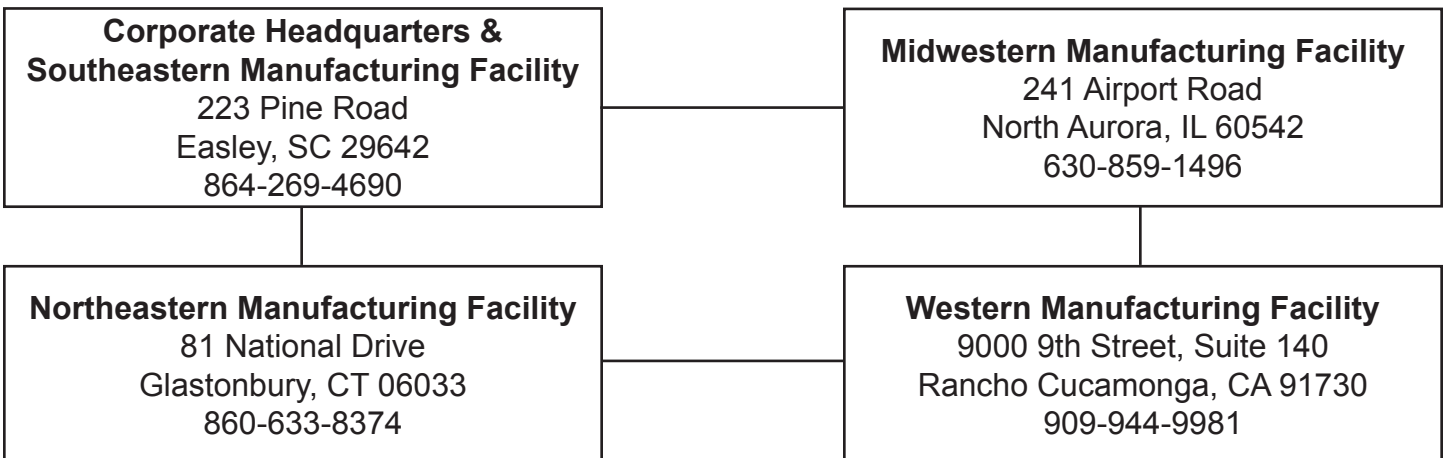 Corporate Headquarters &
Southeastern Manufacturing Facility
223 Pine Road
Easley, SC 29642
864-269-4690
Midwestern Manufacturing Facility
241 Airport Road
North Aurora, IL 60542
630-859-1496
Northeastern Manufacturing Facility
81 National Drive
Glastonbury, CT 06033
860-633-8374
Western Manufacturing Facility
9000 9th Street, Suite 140
Rancho Cucamonga, CA 91730
909-944-9981